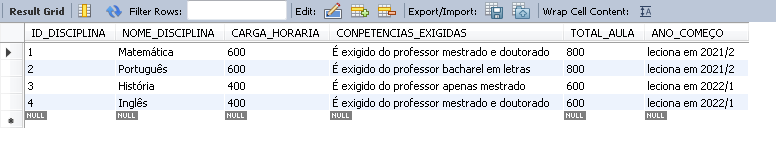 Result Grid Filter Rows: Edit: Export/Import: Wrap Cell Content: IA
ID_DISCIPLINA NOME_DISCIPLINA CARGA_HORARIA CONPETENCIAS_EXIGIDAS TOTAL_AULA ANO_COMEÇO
1 Matemática 600 É exigido do professor mestrado e doutorado 800 leciona em 2021/2
2 Português 600 É exigido do professor bacharel em letras 800 leciona em 2021/2
3 História 400 É exigido do professor apenas mestrado 600 leciona em 2022/1
4 Inglês 400 É exigido do professor mestrado e doutorado 600 leciona em 2022/1
NULL NULL NULL NULL NULL NULL